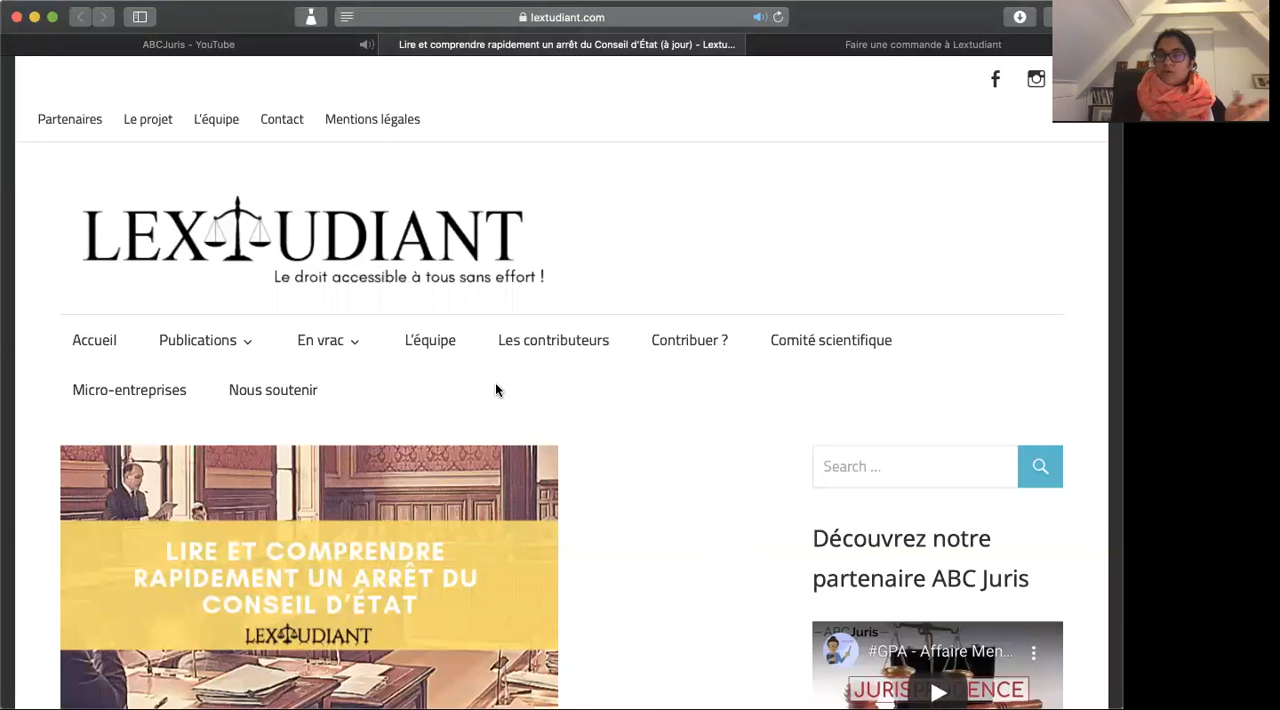 lextudiant.com
ABCJuris - YouTube
Lire et comprendre rapidement un arrêt du Conseil d'État (à jour) – Lextu...
Faire une commande à Lextudiant
Partenaires Le projet L'équipe Contact Mentions légales
LEXTUDIANT
Le droit accessible à tous sans effort !
Accueil Publications En vrac L'équipe Les contributeurs Contribuer ? Comité scientifique
Micro-entreprises Nous soutenir
LIRE ET COMPRENDRE
RAPIDEMENT UN ARRÊT DU
CONSEIL D'ÉTAT
LEXTUDIANT
Search ...
Découvrez notre
partenaire ABC Juris
ABCJuris
#GPA - Affaire Men...
JURISPRUDENCE